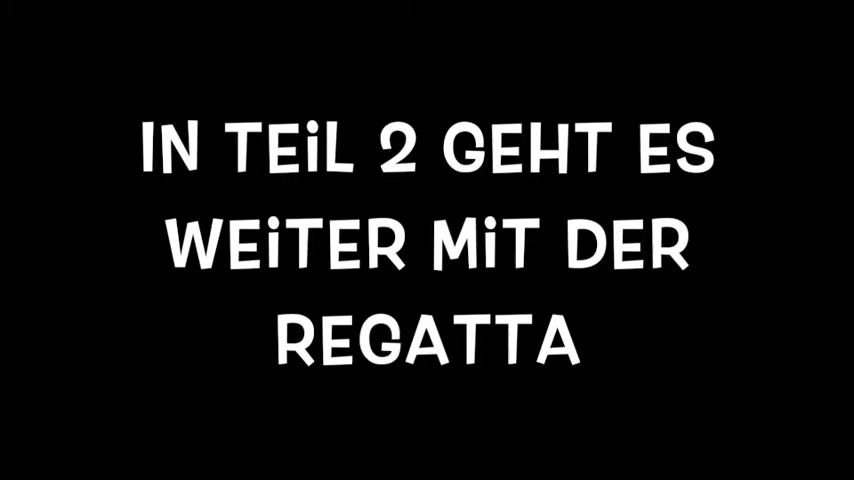 IN TEiL 2 GEHT ES
WEiTER MiT DER
REGATTA